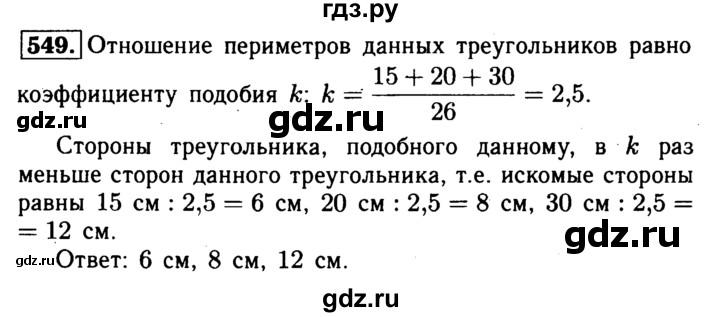 гдз.ру
549. Отношение периметров данных треугольников равно
коэффициенту подобия k: k = 15 + 20 + 30 / 26 = 2,5.
gdz.ru
gdz.ru
Стороны треугольника, подобного данному, в k раз
меньше сторон данного треугольника, т.е. искомые стороны
равны 15 см : 2,5 = 6 см, 20 см : 2,5 = 8 см, 30 см : 2,5 =
= 12 см.
gdz.ru
gdz.ru
Ответ: 6 см, 8 см, 12 см.
gdz.ru